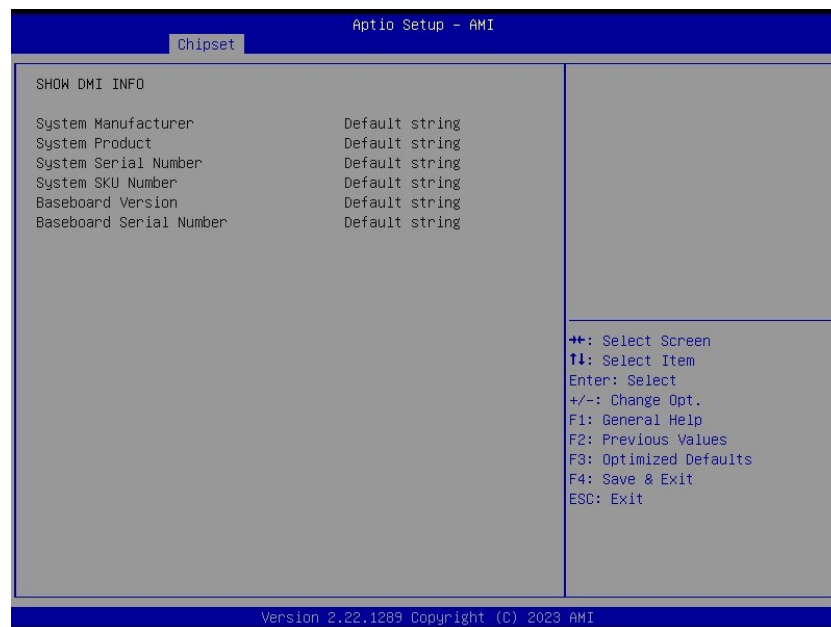 Aptio Setup - AMI
Chipset
SHOW DMI INFO
System Manufacturer Default string
System Product Default string
System Serial Number Default string
System SKU Number Default string
Baseboard Version Default string
Baseboard Serial Number Default string
→←: Select Screen
↑↓: Select Item
Enter: Select
+/-: Change Opt.
F1: General Help
F2: Previous Values
F3: Optimized Defaults
F4: Save & Exit
ESC: Exit
Version 2.22.1289 Copyright (C) 2023 AMI